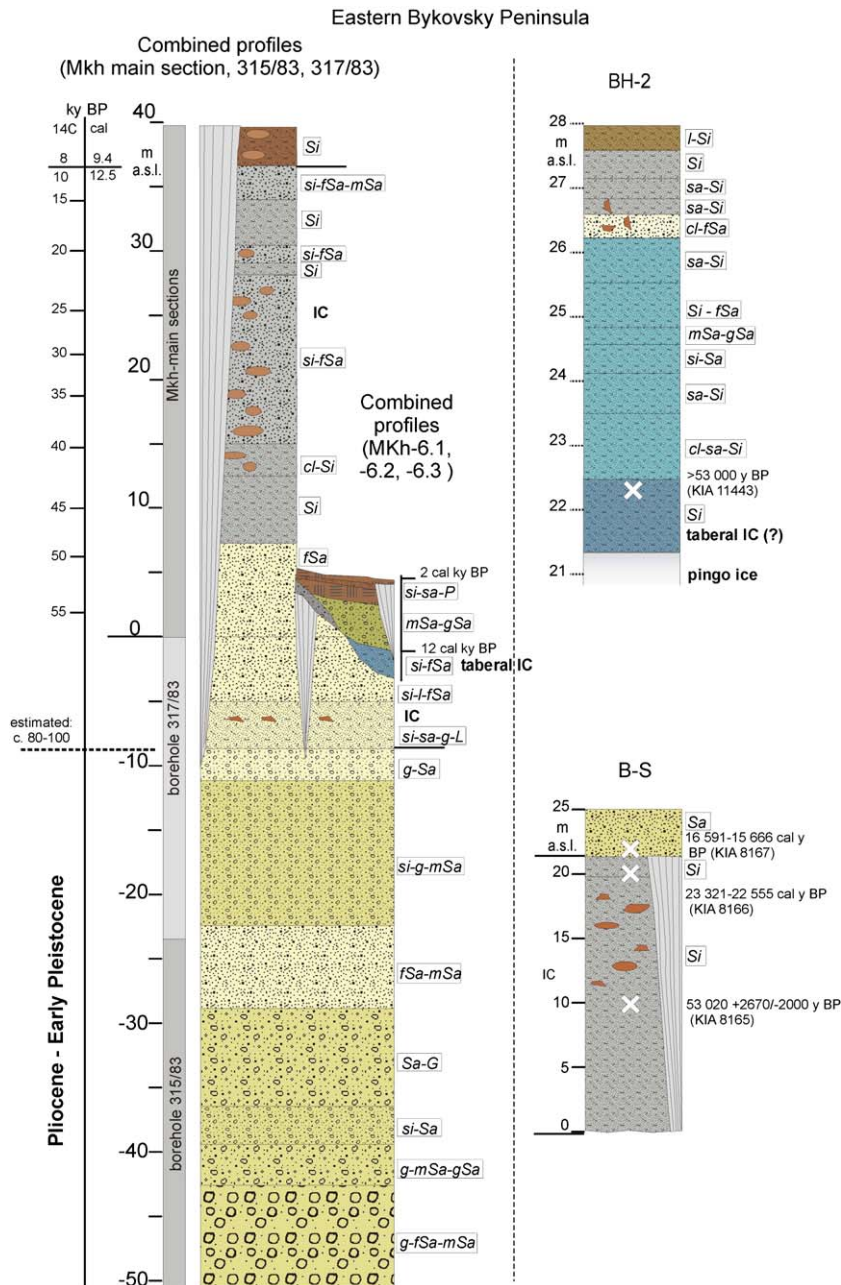 Eastern Bykovsky Peninsula
Combined profiles
(Mkh main section, 315/83, 317/83)
ky BP
14C cal
8 9.4
10 12.5
15
20
25
30
35
40
45
50
55
estimated:
c. 80-100
Pliocene - Early Pleistocene
40
m
a.s.l.
30
20
10
0
-10
-20
-30
-40
-50
Mkh-main sections
borehole 317/83
borehole 315/83
Si
si-fSa-mSa
Si
si-fSa
Si
IC
si-fSa
cl-Si
Si
fSa
Combined
profiles
(MKh-6.1,
-6.2, -6.3 )
2 cal ky BP
si-sa-P
mSa-gSa
12 cal ky BP
si-fSa taberal IC
si-l-fSa
IC
si-sa-g-L
g-Sa
si-g-mSa
fSa-mSa
Sa-G
si-Sa
g-mSa-gSa
g-fSa-mSa
BH-2
28
m
a.s.l.
27
26
25
24
23
22
21
l-Si
Si
sa-Si
sa-Si
cl-fSa
sa-Si
Si - fSa
mSa-gSa
si-Sa
sa-Si
cl-sa-Si
>53 000 y BP
(KIA 11443)
Si
taberal IC (?)
pingo ice
B-S
25
m
a.s.l.
20
15
IC
10
5
0
Sa
16 591-15 666 cal y
BP (KIA 8167)
Si
23 321-22 555 cal y BP
(KIA 8166)
Si
53 020 +2670/-2000 y BP
(KIA 8165)